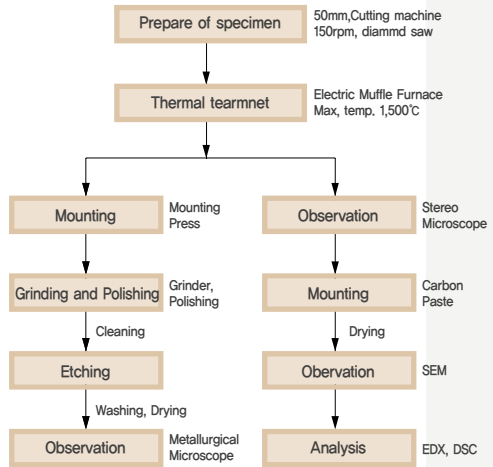 Prepare of specimen
50mm,Cutting machine
150rpm, diammd saw
Thermal tearmnet
Electric Muffle Furnace
Max, temp. 1,500℃
Mounting
Mounting
Press
Grinding and Polishing
Grinder,
Polishing
Cleaning
Etching
Washing, Drying
Observation
Metallurgical
Microscope
Observation
Stereo
Microscope
Mounting
Carbon
Paste
Drying
Obervation
SEM
Analysis
EDX, DSC